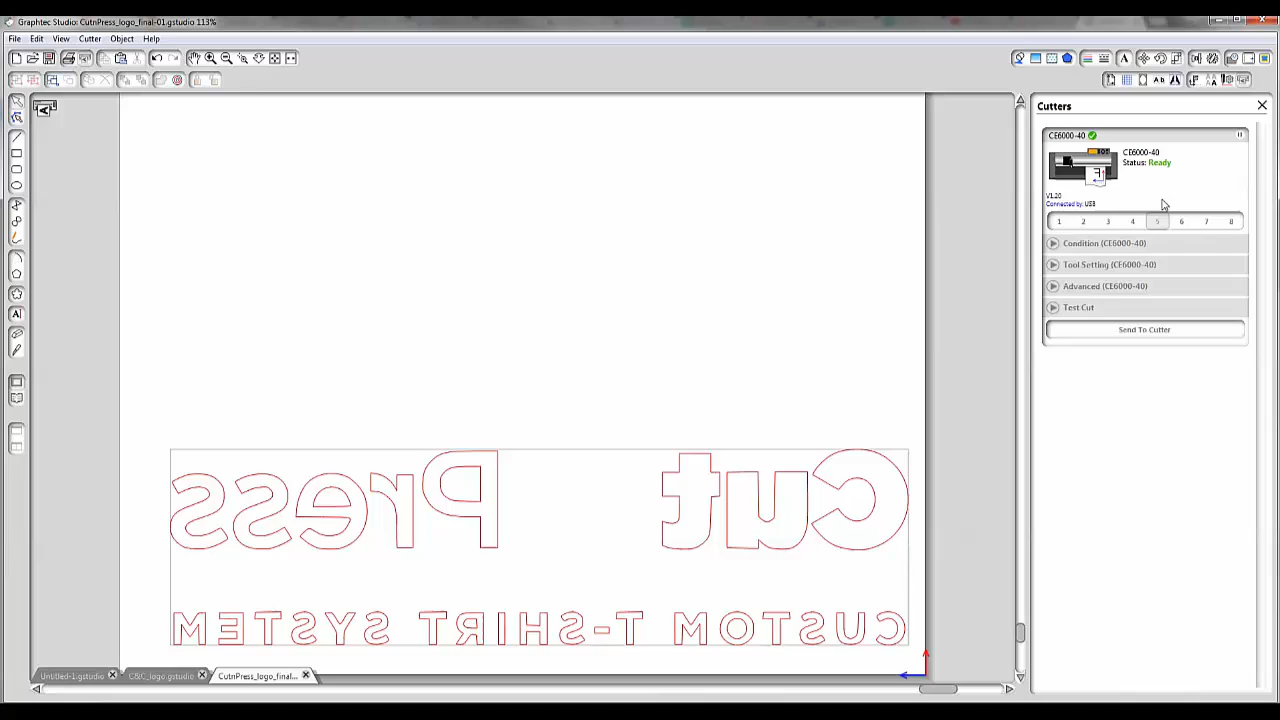 Graphtec Studio: CutnPress_logo_final-01.gstudio 113%
File Edit View Cutter Object Help
Cutters
CE6000-40
CE6000-40
Status: Ready
V1.20
Connected by: USB
1 2 3 4 5 6 7 8
Condition (CE6000-40)
Tool Setting (CE6000-40)
Advanced (CE6000-40)
Test Cut
Send To Cutter
Cut Press
CUSTOM T-SHIRT SYSTEM
Untitled-1.gstudio C&C_logo.gstudio CutnPress_logo_final...